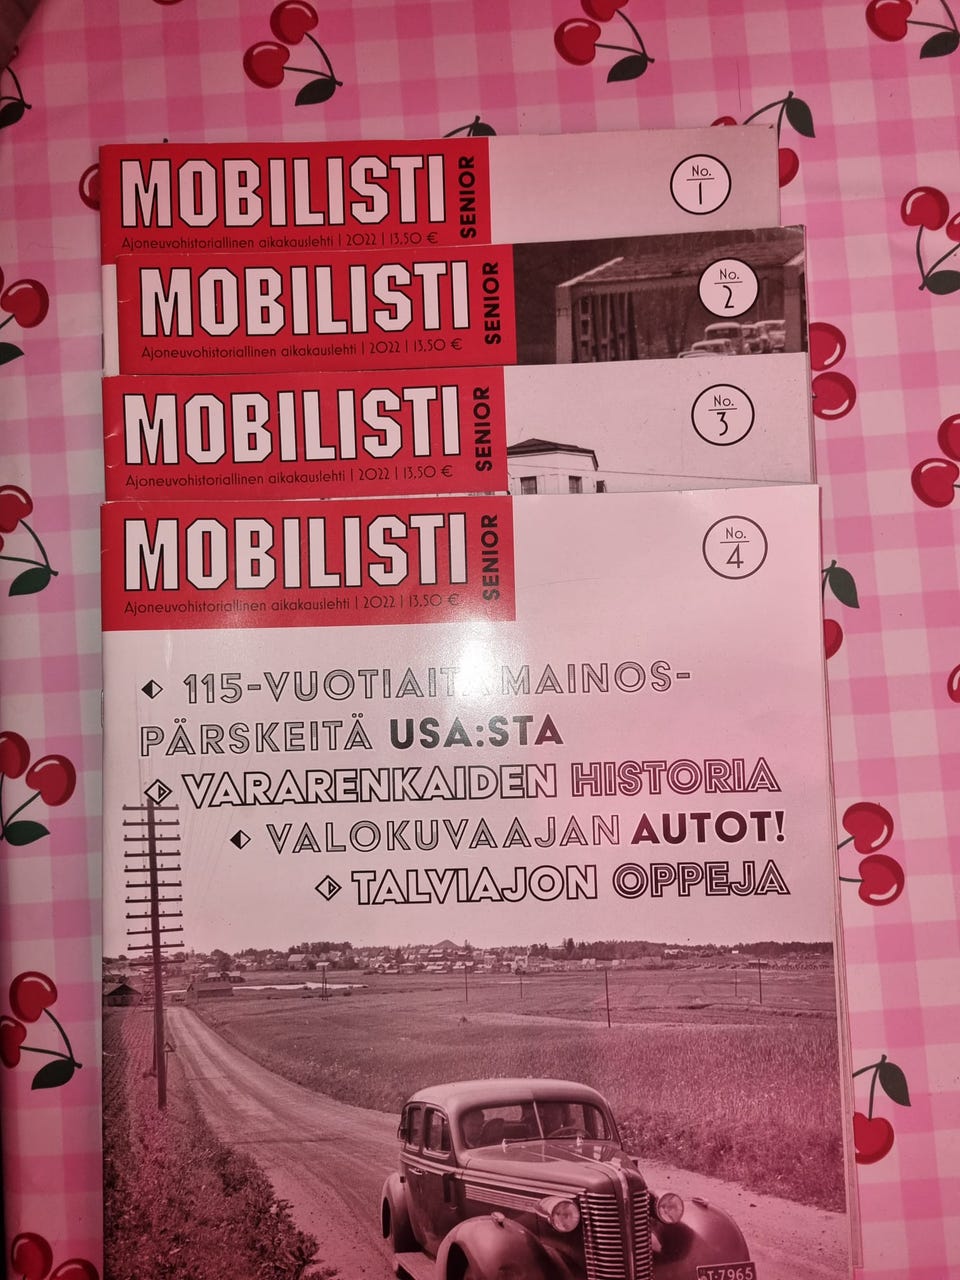 MOBILISTI SENIOR
Ajoneuvohistoriallinen aikakauslehti | 2022 | 13,50 €
No. 1
MOBILISTI SENIOR
Ajoneuvohistoriallinen aikakauslehti | 2022 | 13,50 €
No. 2
MOBILISTI SENIOR
Ajoneuvohistoriallinen aikakauslehti | 2022 | 13,50 €
No. 3
MOBILISTI SENIOR
Ajoneuvohistoriallinen aikakauslehti | 2022 | 13,50 €
No. 4
115-VUOTIAITA MAINOS-
PÄRSKEITÄ USA:STA
VARARENKAIDEN HISTORIA
VALOKUVAAJAN AUTOT!
TALVIAJON OPPEJA
T-7965